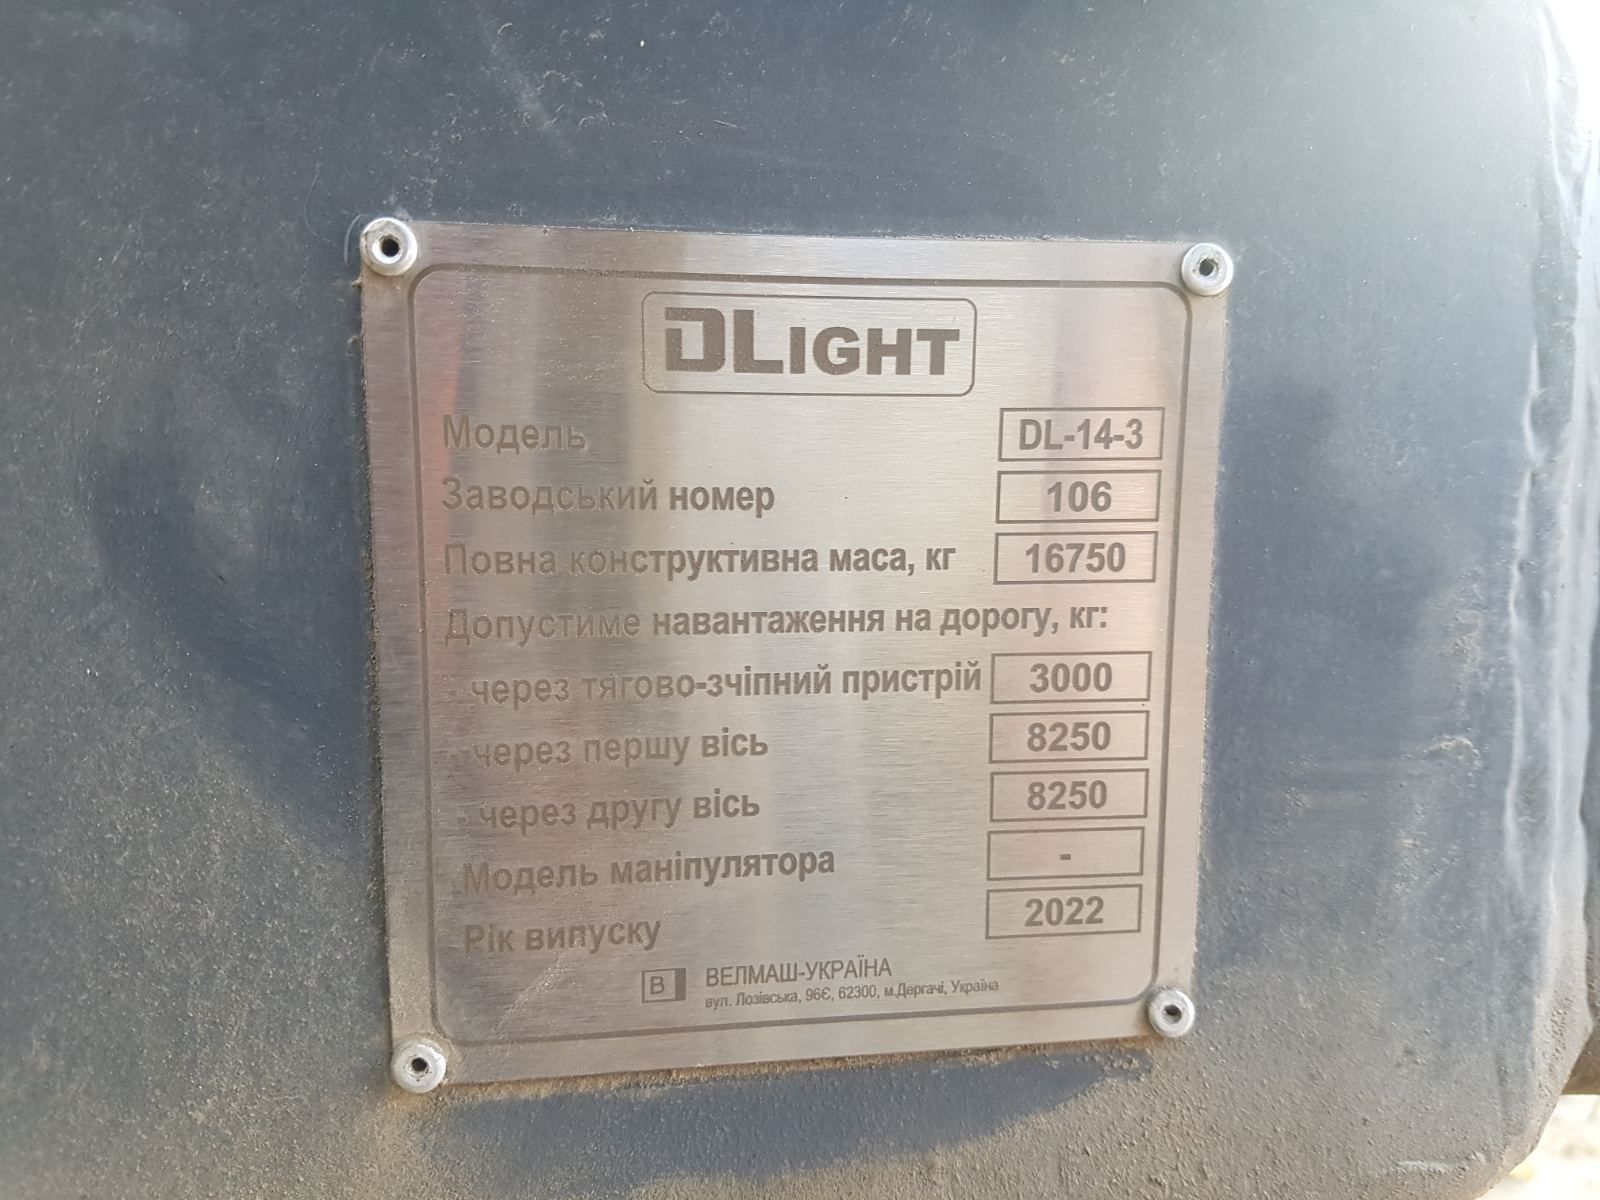 DLIGHT
Модель DL-14-3
Заводський номер 106
Повна конструктивна маса, кг 16750
Допустиме навантаження на дорогу, кг:
- через тягово-зчіпний пристрій 3000
- через першу вісь 8250
- через другу вісь 8250
Модель маніпулятора -
Рік випуску 2022
В ВЕЛМАШ-УКРАЇНА
вул. Лозівська, 96Є, 62300, м.Дергачі, Україна